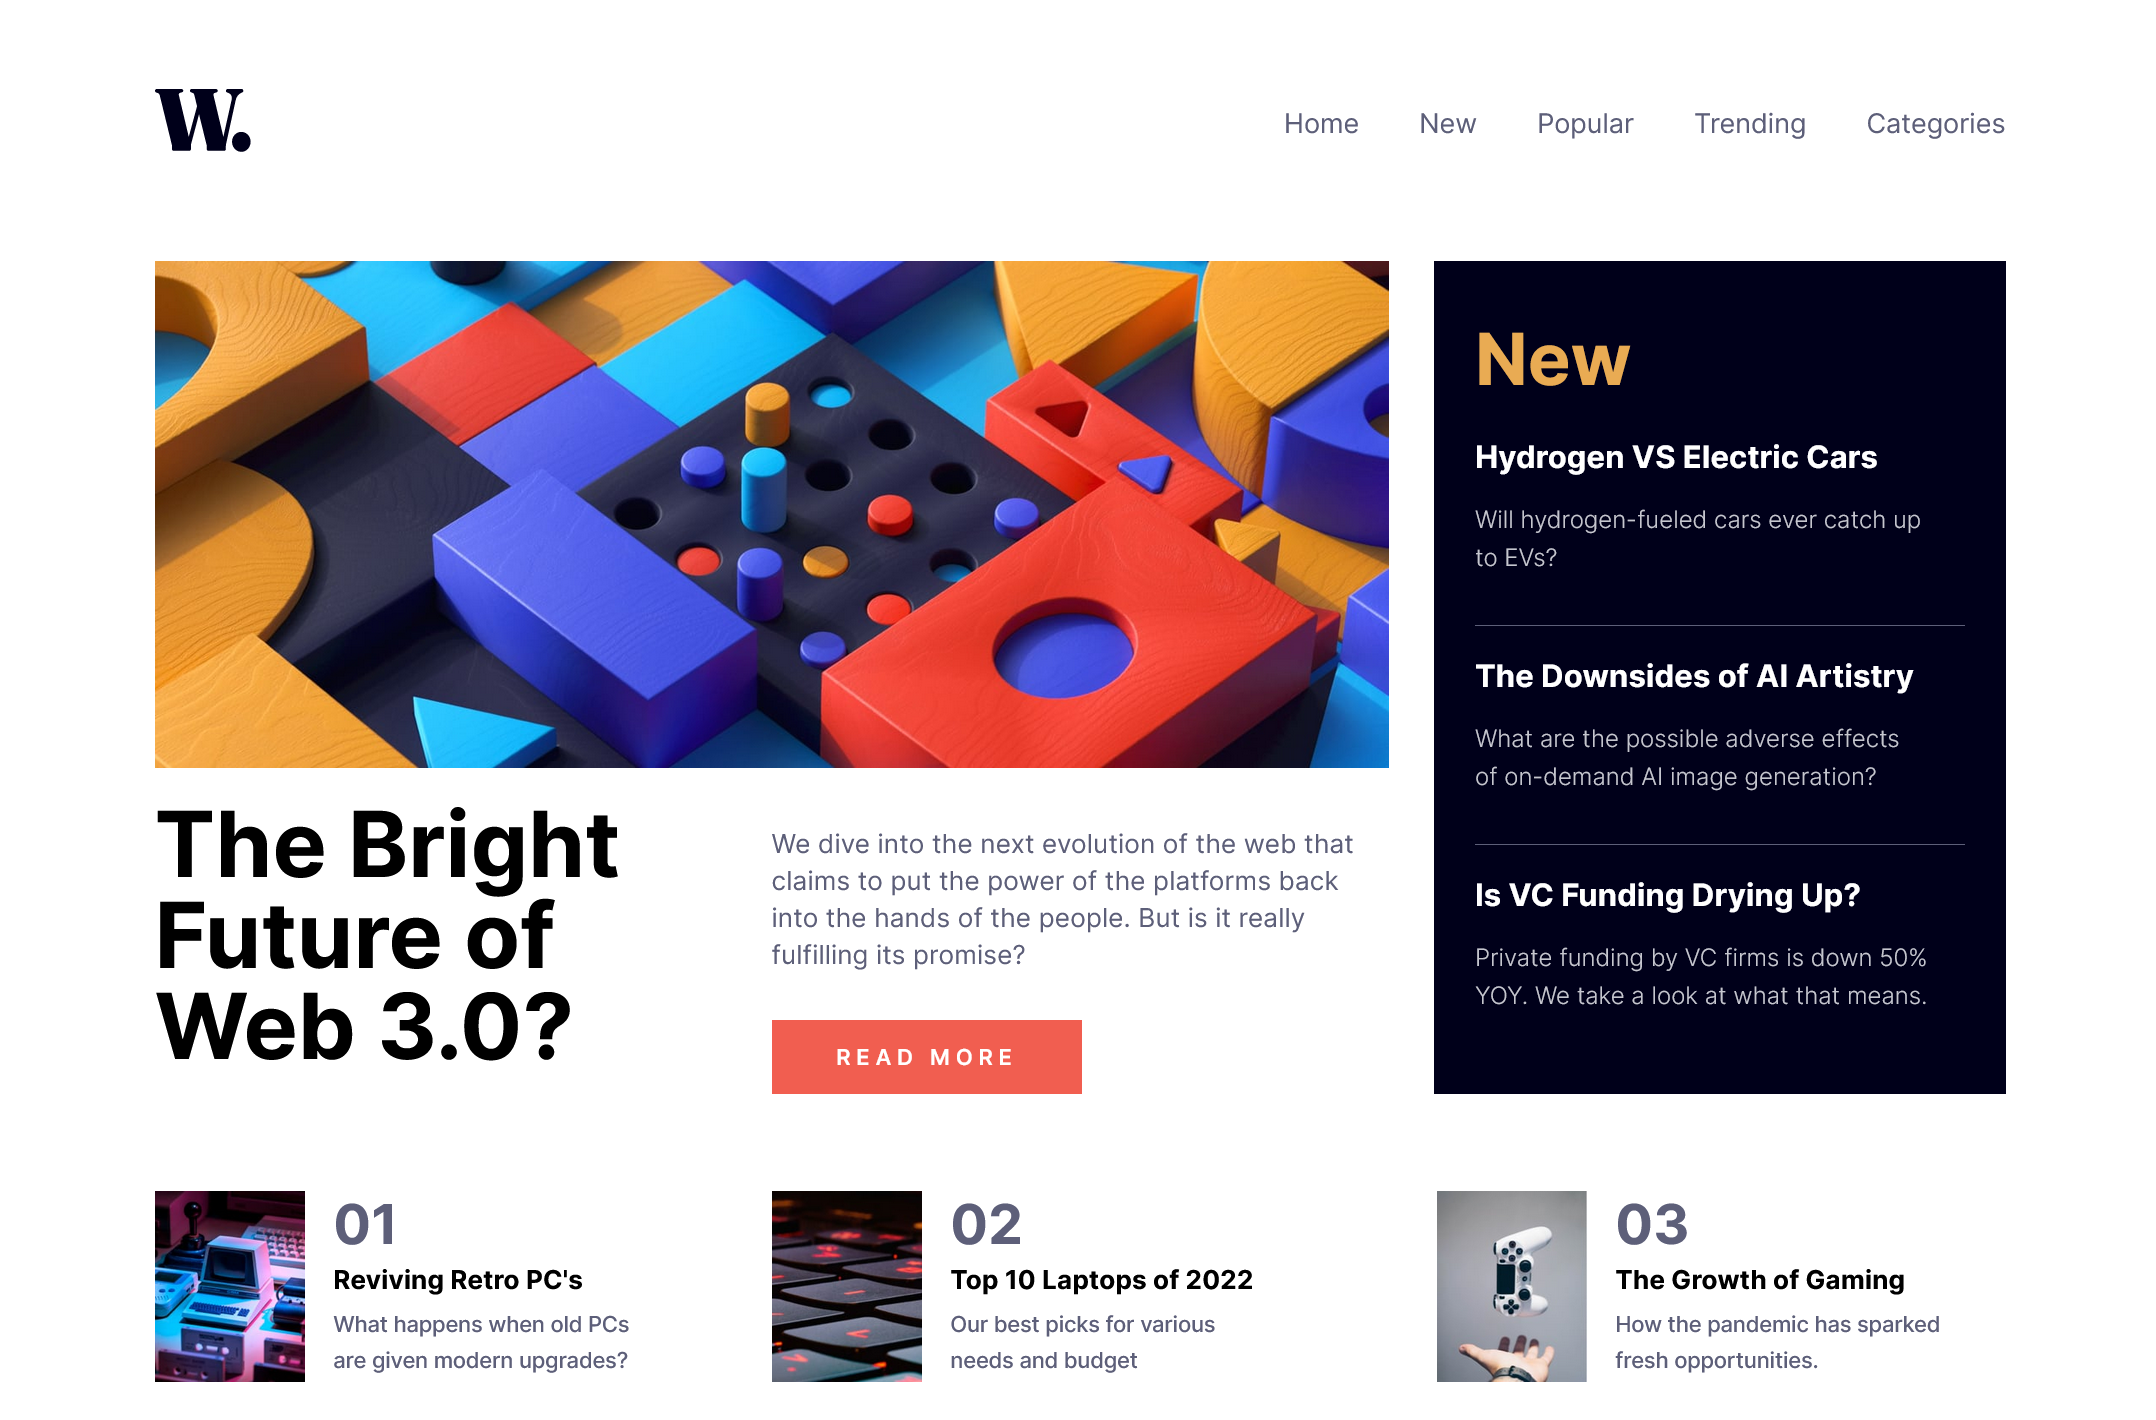 W.
Home New Popular Trending Categories
The Bright
Future of
Web 3.0?
We dive into the next evolution of the web that
claims to put the power of the platforms back
into the hands of the people. But is it really
fulfilling its promise?
READ MORE
New
Hydrogen VS Electric Cars
Will hydrogen-fueled cars ever catch up
to EVs?
The Downsides of AI Artistry
What are the possible adverse effects
of on-demand AI image generation?
Is VC Funding Drying Up?
Private funding by VC firms is down 50%
YOY. We take a look at what that means.
01
Reviving Retro PC's
What happens when old PCs
are given modern upgrades?
02
Top 10 Laptops of 2022
Our best picks for various
needs and budget
03
The Growth of Gaming
How the pandemic has sparked
fresh opportunities.